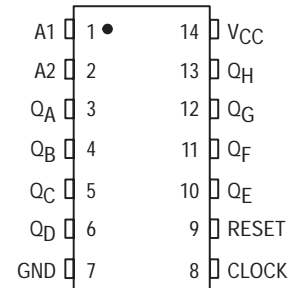 A1 1 14 VCC
A2 2 13 QH
QA 3 12 QG
QB 4 11 QF
QC 5 10 QE
QD 6 9 RESET
GND 7 8 CLOCK